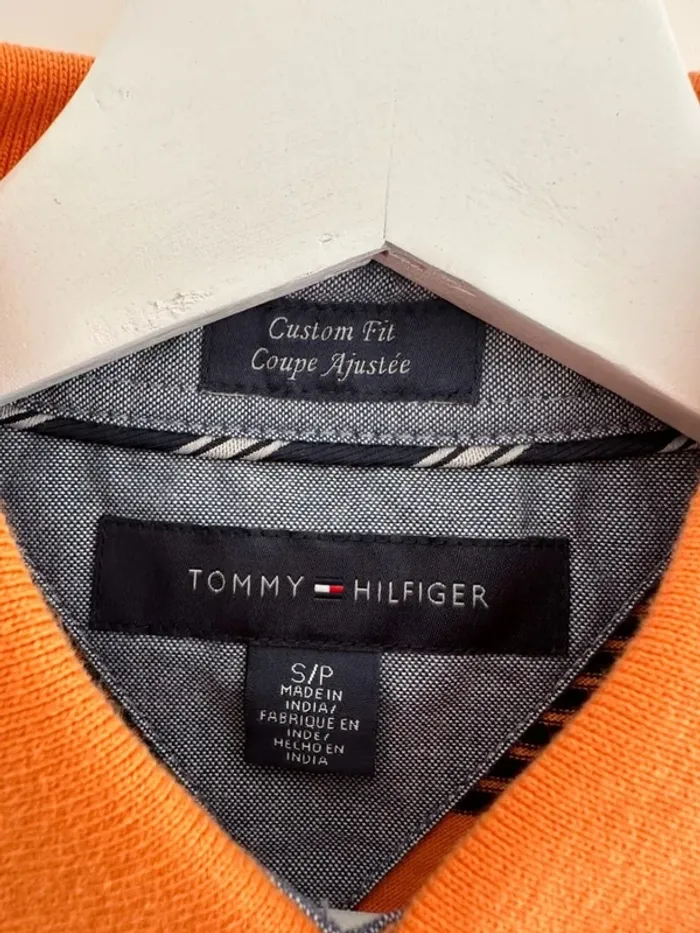 Custom Fit
Coupe Ajustée
TOMMY HILFIGER
S/P
MADE IN
INDIA/
FABRIQUE EN
INDE/
HECHO EN
INDIA